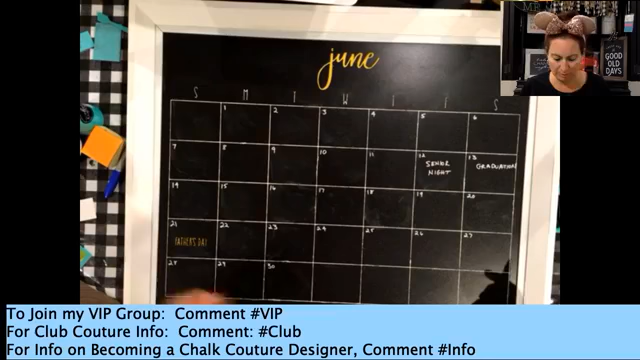 GOOD
OLD
DAYS
june
S M T W T F S
1 2 3 4 5 6
7 8 9 10 11 12 13
SENIOR
NIGHT
GRADUATION
14 15 16 17 18 19 20
21 22 23 24 25 26 27
FATHER'S DAY
28 29 30
To Join my VIP Group:  Comment #VIP
For Club Couture Info:  Comment: #Club
For Info on Becoming a Chalk Couture Designer, Comment #Info